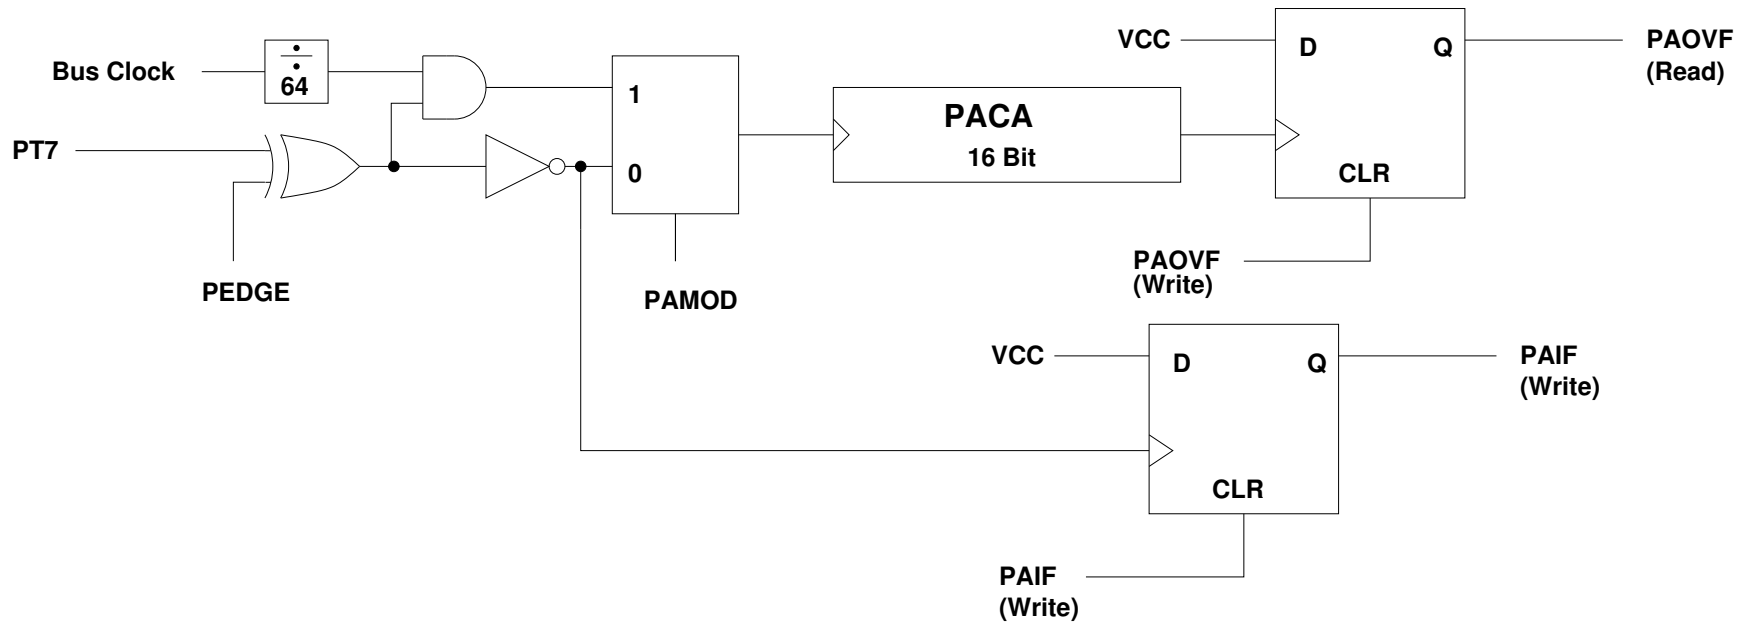 VCC
D
Q
PAOVF
(Read)
Bus Clock
÷
64
1
PACA
16 Bit
PT7
0
CLR
PEDGE
PAMOD
PAOVF
(Write)
VCC
D
Q
PAIF
(Write)
CLR
PAIF
(Write)